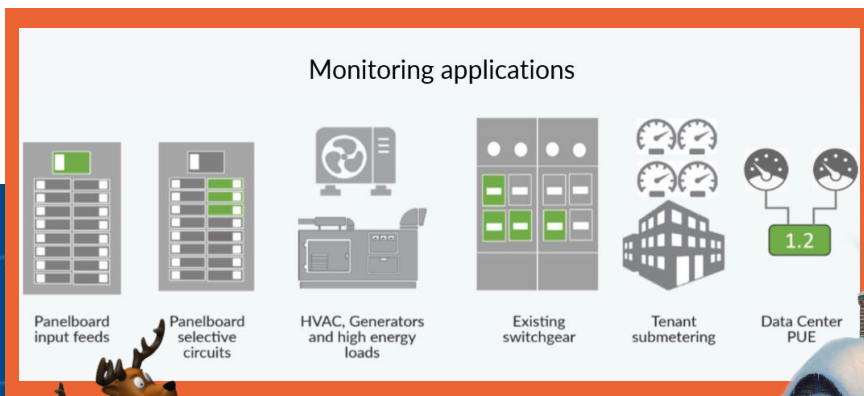 Monitoring applications
1.2
Panelboard
input feeds
Panelboard
selective
circuits
HVAC, Generators
and high energy
loads
Existing
switchgear
Tenant
submetering
Data Center
PUE